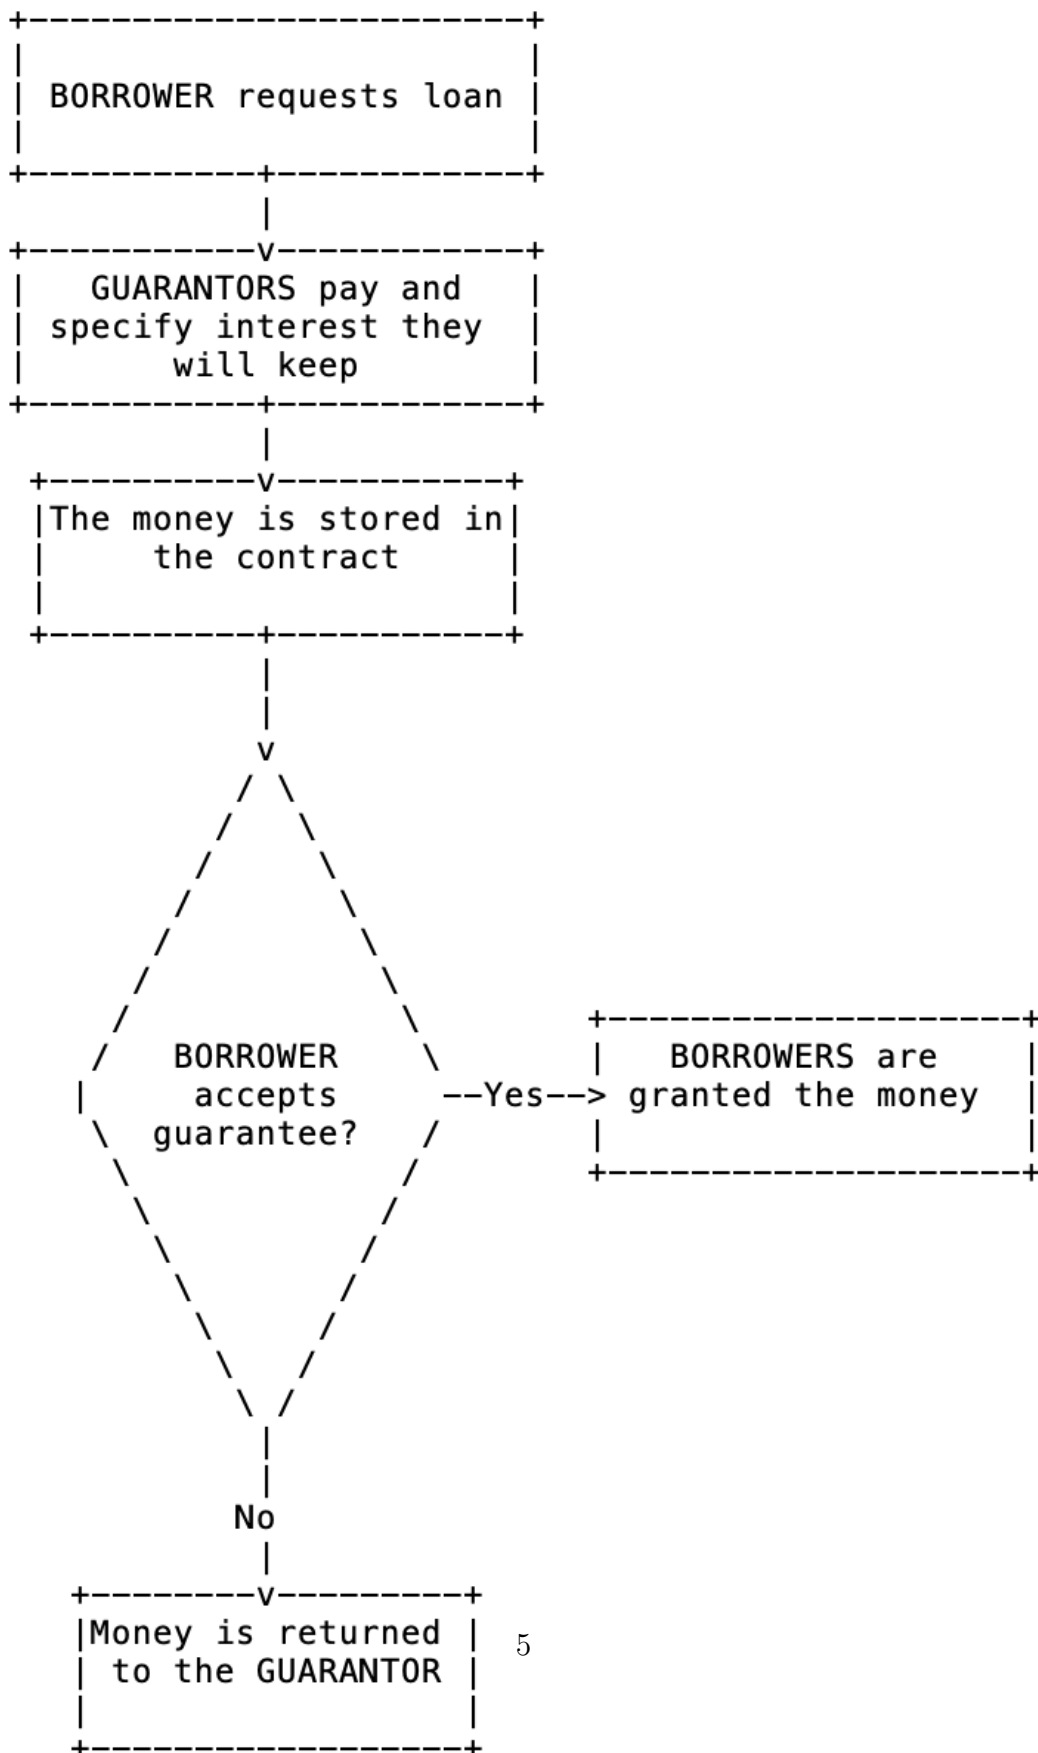 BORROWER requests loan
GUARANTORS pay and
specify interest they
will keep
The money is stored in
the contract
BORROWER
accepts
guarantee?
Yes
BORROWERS are
granted the money
No
Money is returned
to the GUARANTOR
5